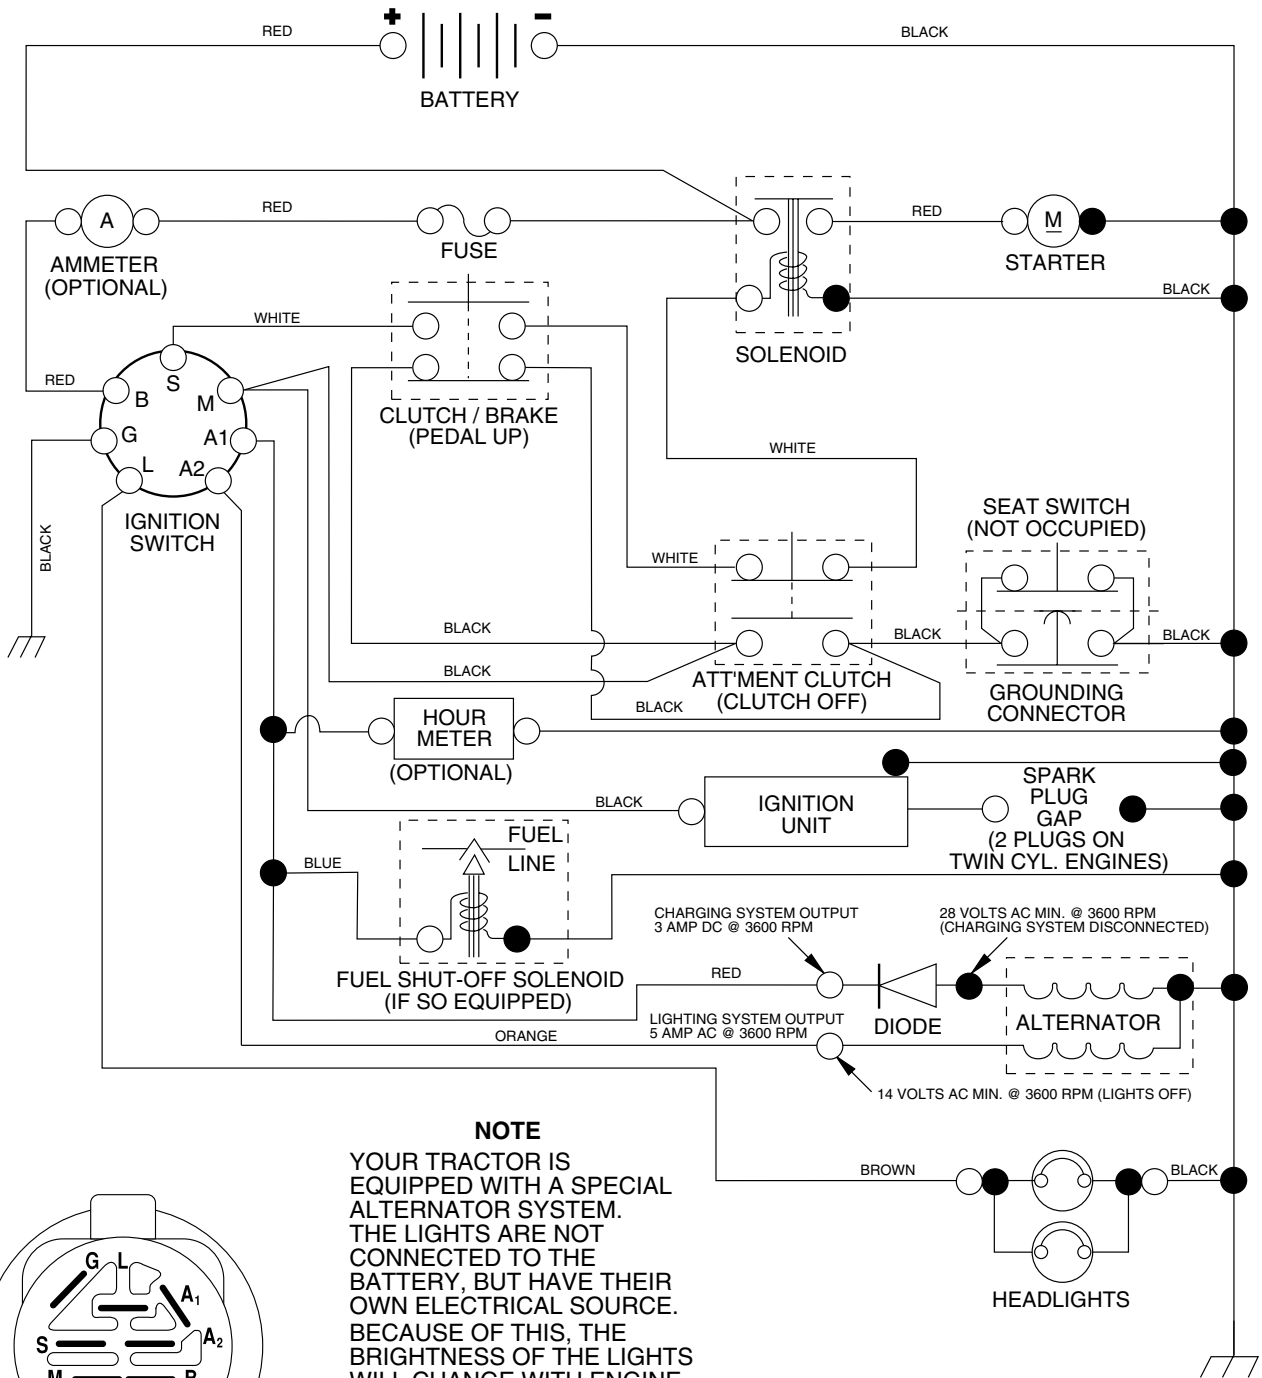 + −
RED
BLACK
BATTERY
A
RED
FUSE
RED
M
STARTER
AMMETER
(OPTIONAL)
BLACK
WHITE
SOLENOID
RED
S
B
M
G
A1
L
A2
CLUTCH / BRAKE
(PEDAL UP)
WHITE
IGNITION
SWITCH
BLACK
SEAT SWITCH
(NOT OCCUPIED)
WHITE
BLACK
BLACK
BLACK
BLACK
ATT'MENT CLUTCH
(CLUTCH OFF)
BLACK
GROUNDING
CONNECTOR
HOUR
METER
(OPTIONAL)
BLACK
IGNITION
UNIT
SPARK
PLUG
GAP
(2 PLUGS ON
TWIN CYL. ENGINES)
FUEL
LINE
BLUE
CHARGING SYSTEM OUTPUT
3 AMP DC @ 3600 RPM
28 VOLTS AC MIN. @ 3600 RPM
(CHARGING SYSTEM DISCONNECTED)
FUEL SHUT-OFF SOLENOID
(IF SO EQUIPPED)
RED
DIODE
ALTERNATOR
LIGHTING SYSTEM OUTPUT
5 AMP AC @ 3600 RPM
ORANGE
14 VOLTS AC MIN. @ 3600 RPM (LIGHTS OFF)
NOTE
YOUR TRACTOR IS
EQUIPPED WITH A SPECIAL
ALTERNATOR SYSTEM.
THE LIGHTS ARE NOT
CONNECTED TO THE
BATTERY, BUT HAVE THEIR
OWN ELECTRICAL SOURCE.
BECAUSE OF THIS, THE
BRIGHTNESS OF THE LIGHTS
WILL CHANGE WITH ENGINE
BROWN
BLACK
HEADLIGHTS
G L
A1
S
A2
M
B